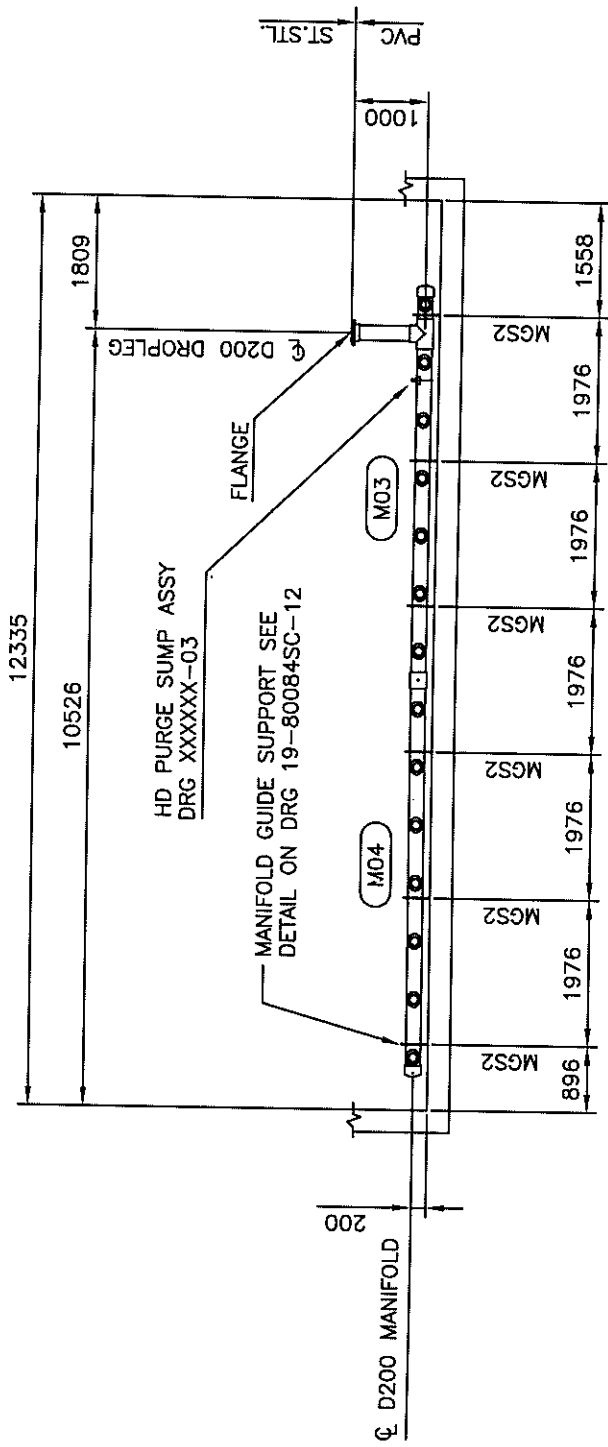 12335
10526
1809
℄ D200 DROPLEG
ST.STL.
PVC
1000
FLANGE
HD PURGE SUMP ASSY
DRG XXXXXX-03
MANIFOLD GUIDE SUPPORT SEE
DETAIL ON DRG 19-80084SC-12
M04
M03
200
℄ D200 MANIFOLD
MGS2
MGS2
MGS2
MGS2
MGS2
MGS2
896
1976
1976
1976
1976
1976
1558